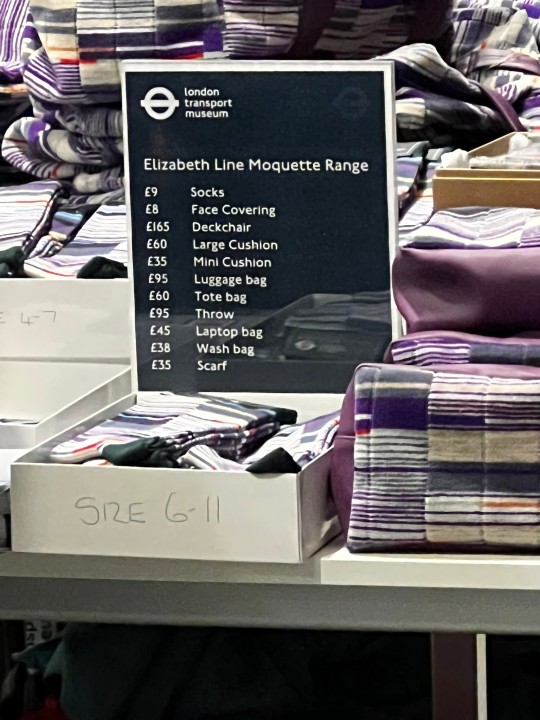 london
transport
museum
Elizabeth Line Moquette Range
£9 Socks
£8 Face Covering
£165 Deckchair
£60 Large Cushion
£35 Mini Cushion
£95 Luggage bag
£60 Tote bag
£95 Throw
£45 Laptop bag
£38 Wash bag
£35 Scarf
E 4-7
SIZE 6-11